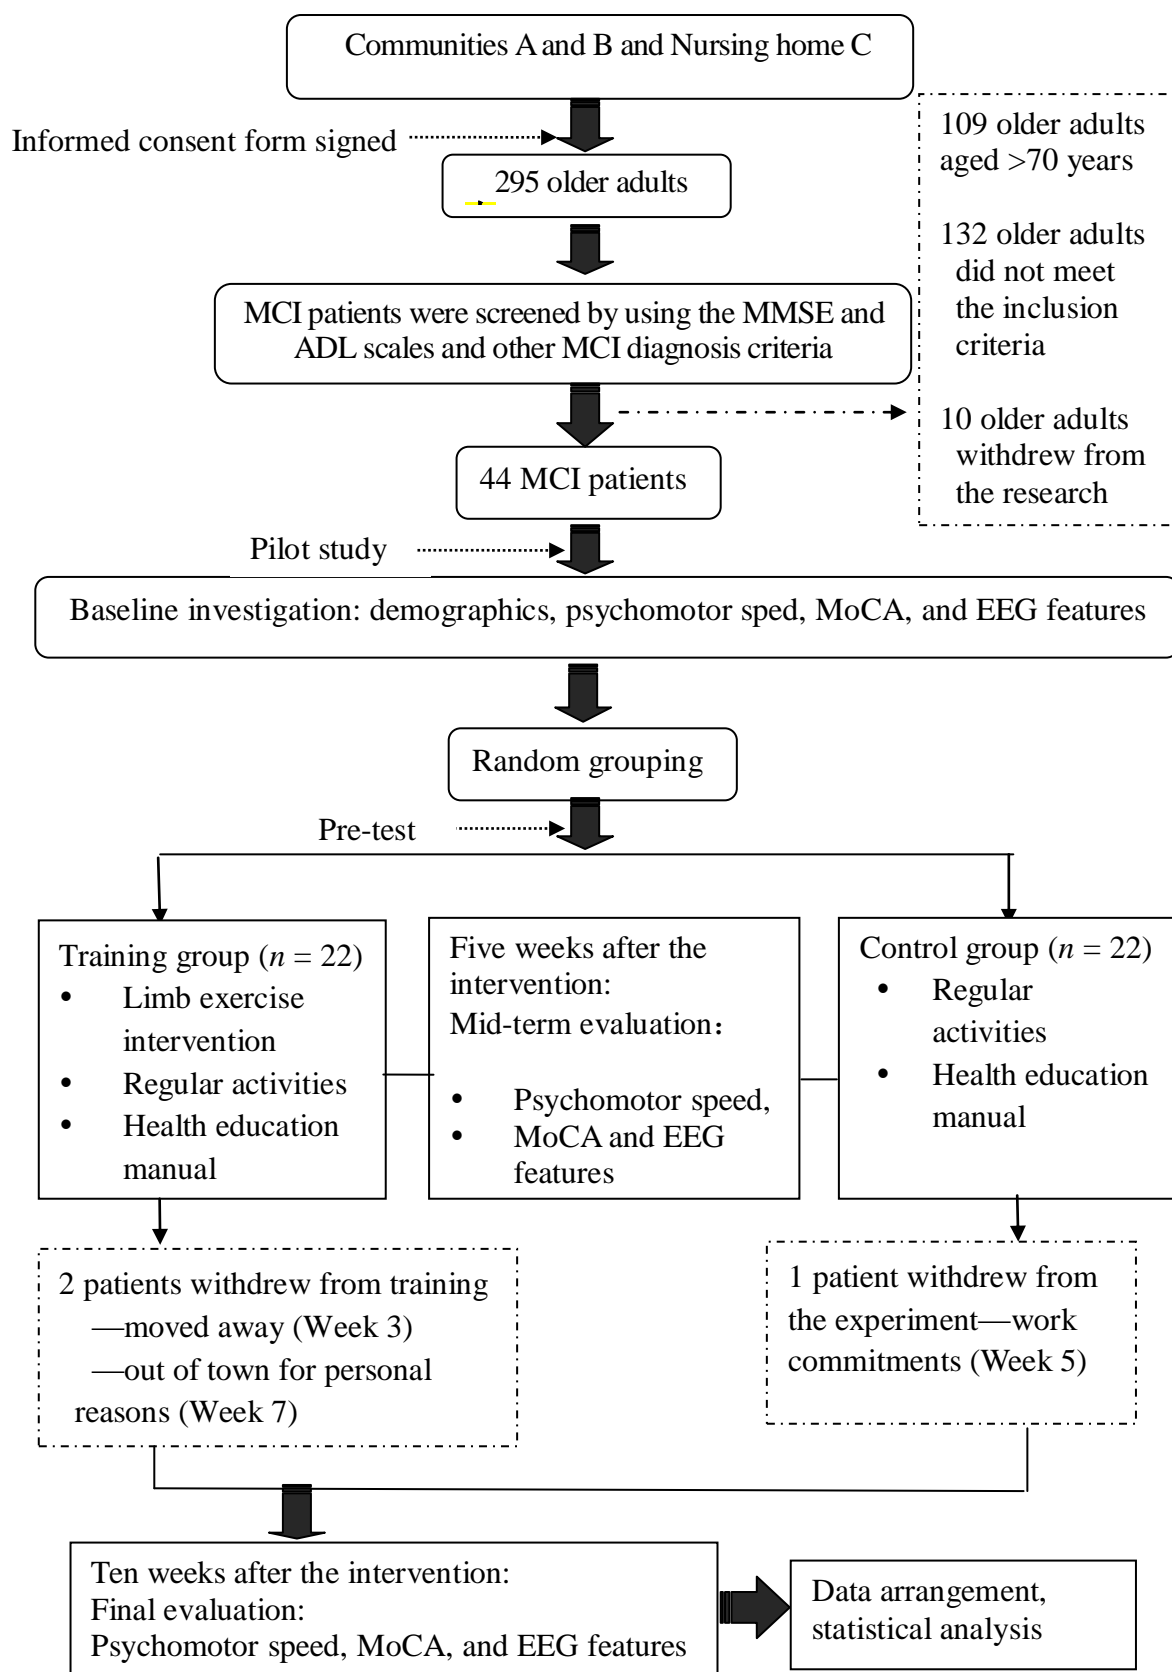 Communities A and B and Nursing home C
Informed consent form signed
295 older adults
109 older adults
aged >70 years
132 older adults
did not meet
the inclusion
criteria
10 older adults
withdrew from
the research
MCI patients were screened by using the MMSE and
ADL scales and other MCI diagnosis criteria
44 MCI patients
Pilot study
Baseline investigation: demographics, psychomotor sped, MoCA, and EEG features
Random grouping
Pre-test
Training group (n = 22)
• Limb exercise
intervention
• Regular activities
• Health education
manual
Five weeks after the
intervention:
Mid-term evaluation:
• Psychomotor speed,
• MoCA and EEG
features
Control group (n = 22)
• Regular
activities
• Health education
manual
2 patients withdrew from training
—moved away (Week 3)
—out of town for personal
reasons (Week 7)
1 patient withdrew from
the experiment—work
commitments (Week 5)
Ten weeks after the intervention:
Final evaluation:
Psychomotor speed, MoCA, and EEG features
Data arrangement,
statistical analysis